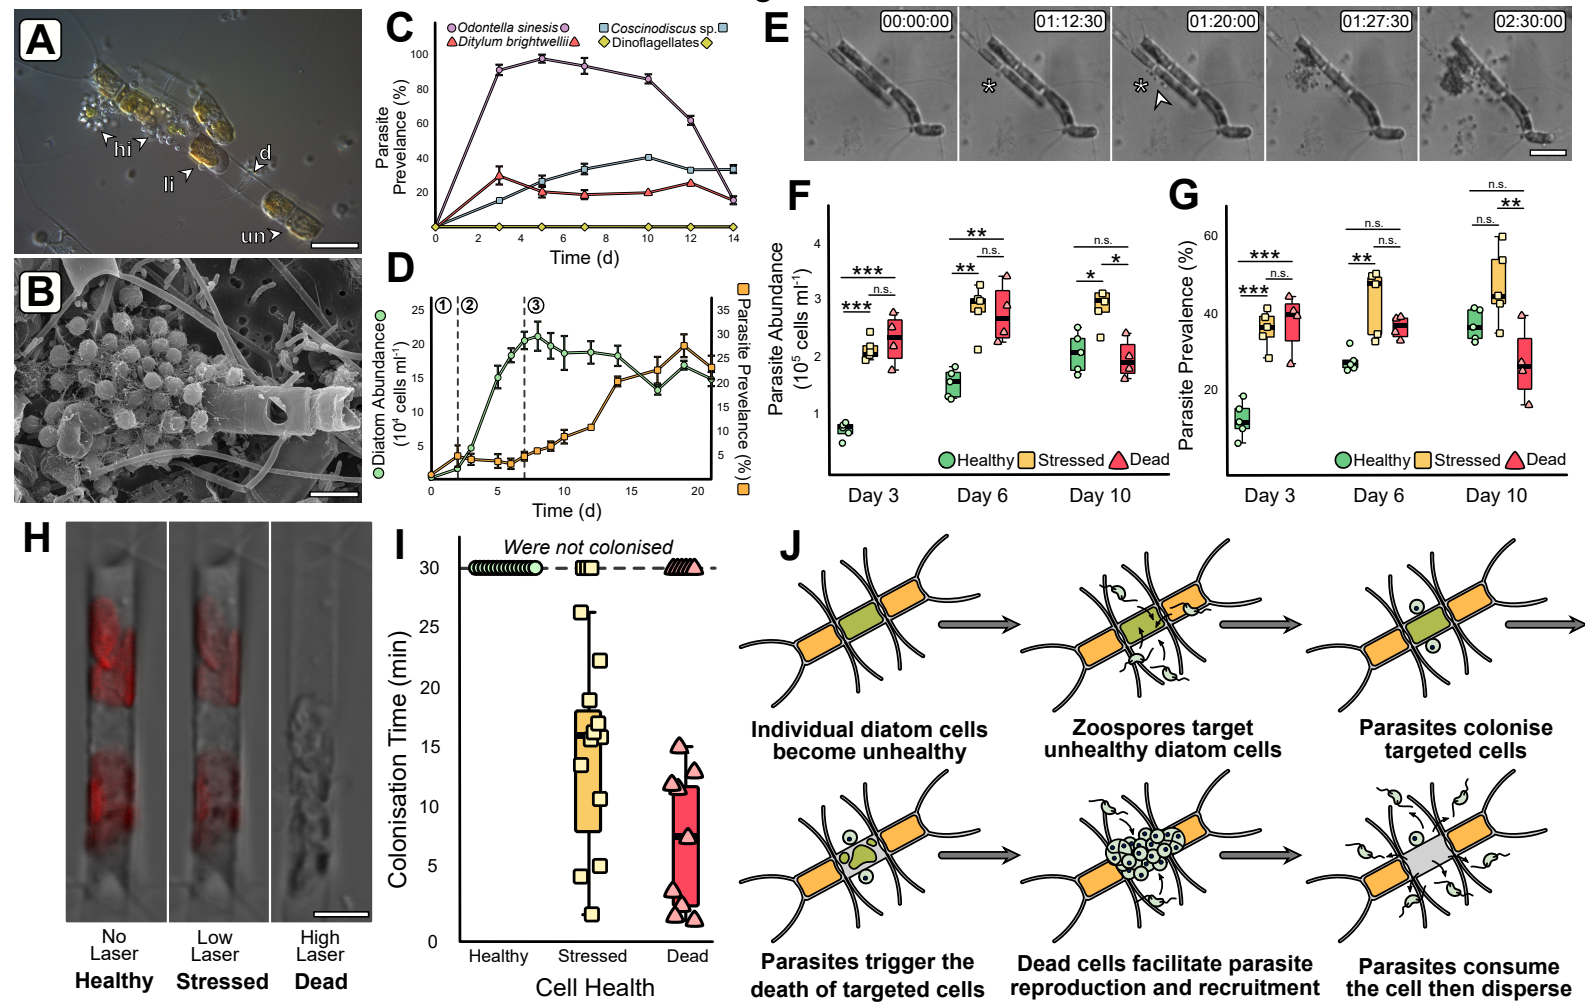 A
hi
li
d
un
B
C
Odontella sinesis
Coscinodiscus sp.
Ditylum brightwellii
Dinoflagellates
Parasite
Prevelance (%)
100
80
60
40
20
0 2 4 6 8 10 12 14
Time (d)
D
① ② ③
Diatom Abundance
(10⁴ cells ml⁻¹)
25
20
15
10
5
Parasite Prevelance (%)
35
30
25
20
15
10
5
0 5 10 15 20
Time (d)
E
00:00:00 01:12:30 01:20:00 01:27:30 02:30:00
* *
F
Parasite Abundance
(10⁵ cells ml⁻¹)
4
3
2
1
*** *** n.s.
** ** n.s.
n.s. * *
Healthy Stressed Dead
Day 3 Day 6 Day 10
G
Parasite Prevalence (%)
60
40
20
*** *** n.s.
n.s. ** n.s.
n.s. ** n.s.
Healthy Stressed Dead
Day 3 Day 6 Day 10
H
No
Laser
Healthy
Low
Laser
Stressed
High
Laser
Dead
I
Were not colonised
Colonisation Time (min)
30
25
20
15
10
5
0
Healthy Stressed Dead
Cell Health
J
Individual diatom cells
become unhealthy
Zoospores target
unhealthy diatom cells
Parasites colonise
targeted cells
Parasites trigger the
death of targeted cells
Dead cells facilitate parasite
reproduction and recruitment
Parasites consume
the cell then disperse